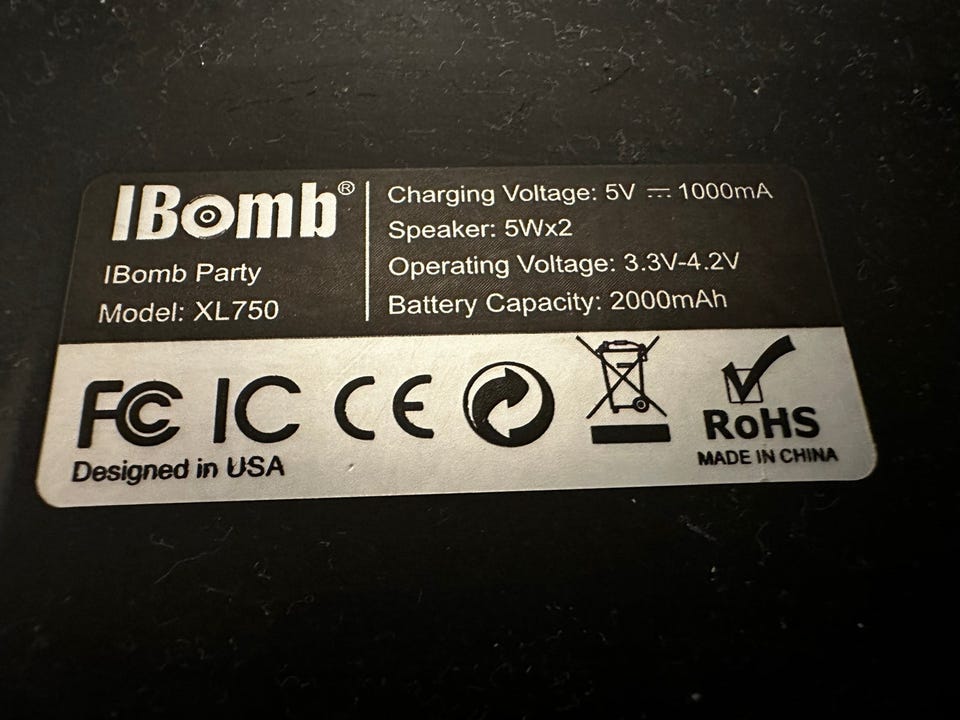 IBomb®
IBomb Party
Model: XL750
Charging Voltage: 5V ⎓ 1000mA
Speaker: 5Wx2
Operating Voltage: 3.3V-4.2V
Battery Capacity: 2000mAh
FC IC CE
RoHS
Designed in USA
MADE IN CHINA